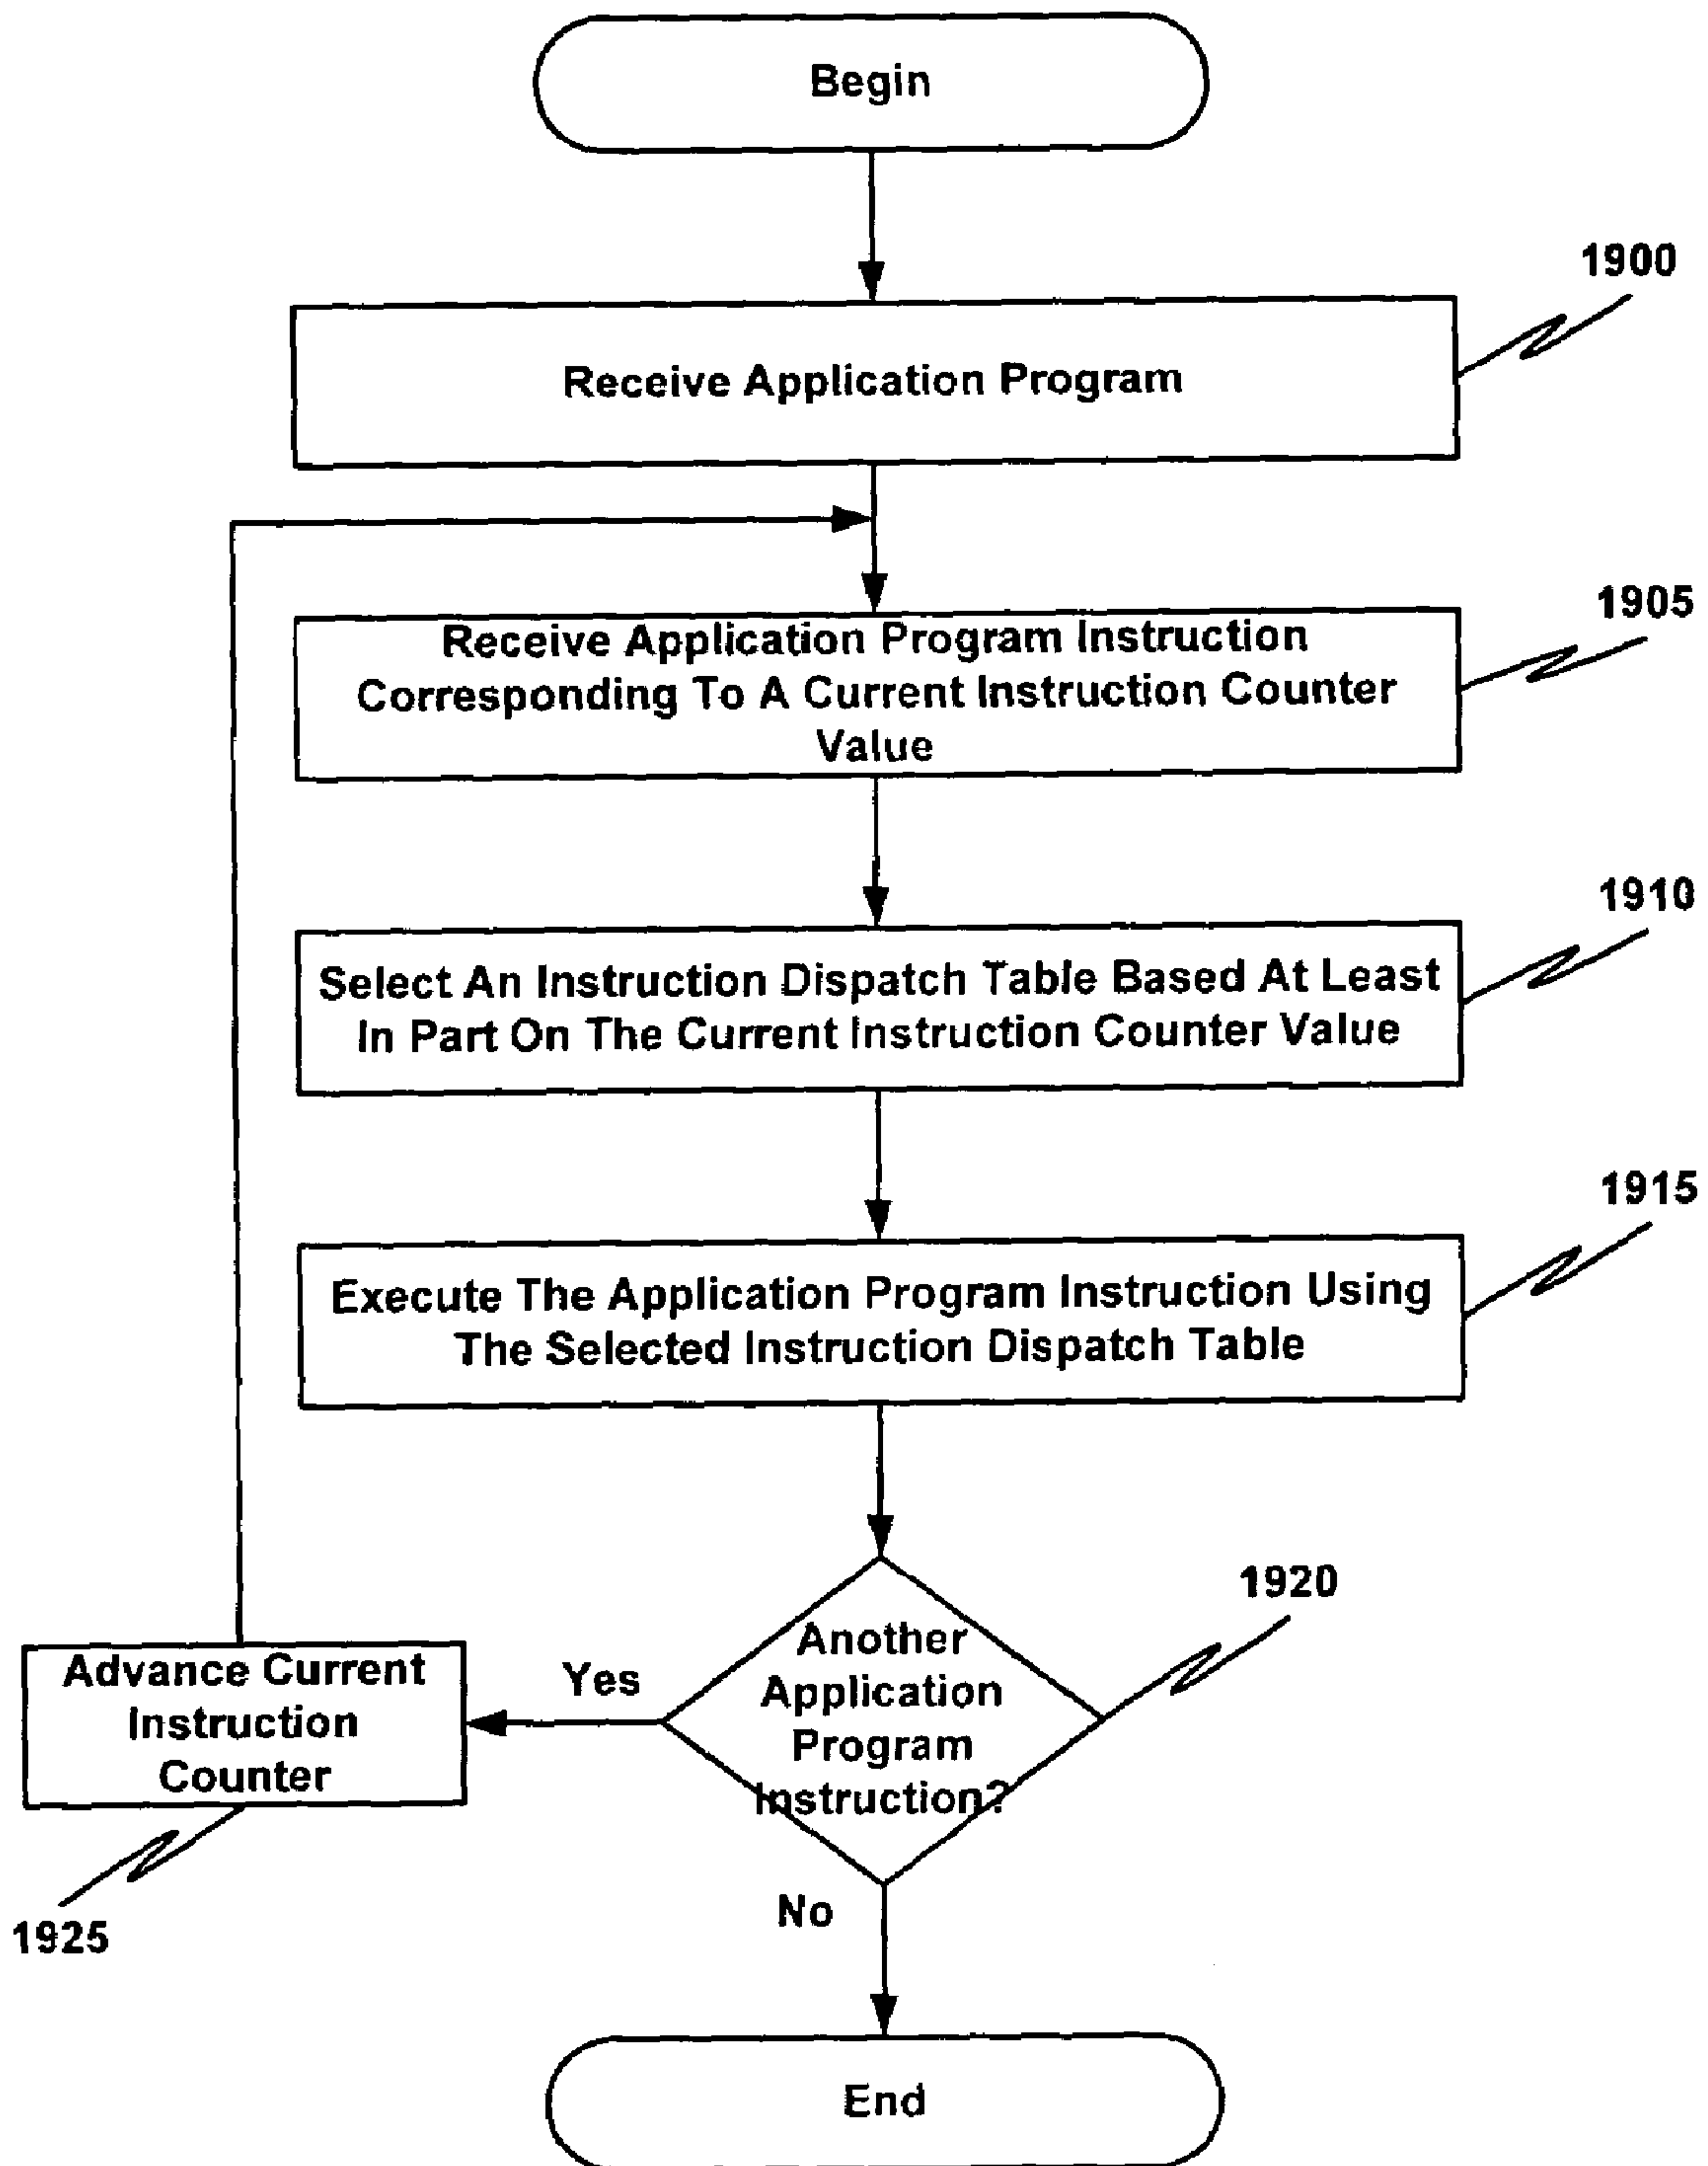 Begin
1900
Receive Application Program
1905
Receive Application Program Instruction
Corresponding To A Current Instruction Counter
Value
1910
Select An Instruction Dispatch Table Based At Least
In Part On The Current Instruction Counter Value
1915
Execute The Application Program Instruction Using
The Selected Instruction Dispatch Table
1920
Another
Application
Program
Instruction?
Yes
Advance Current
Instruction
Counter
1925
No
End